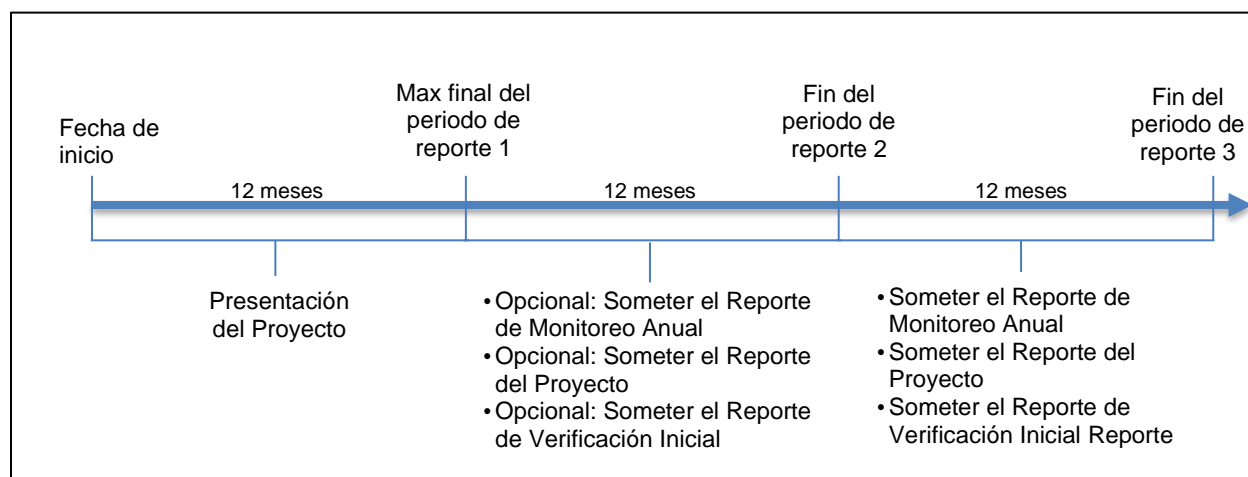 Fecha de
inicio
Max final del
periodo de
reporte 1
Fin del
periodo de
reporte 2
Fin del
periodo de
reporte 3
12 meses
12 meses
12 meses
Presentación
del Proyecto
•Opcional: Someter el Reporte
de Monitoreo Anual
•Opcional: Someter el Reporte
del Proyecto
•Opcional: Someter el Reporte
de Verificación Inicial
•Someter el Reporte de
Monitoreo Anual
•Someter el Reporte del
Proyecto
•Someter el Reporte de
Verificación Inicial Reporte